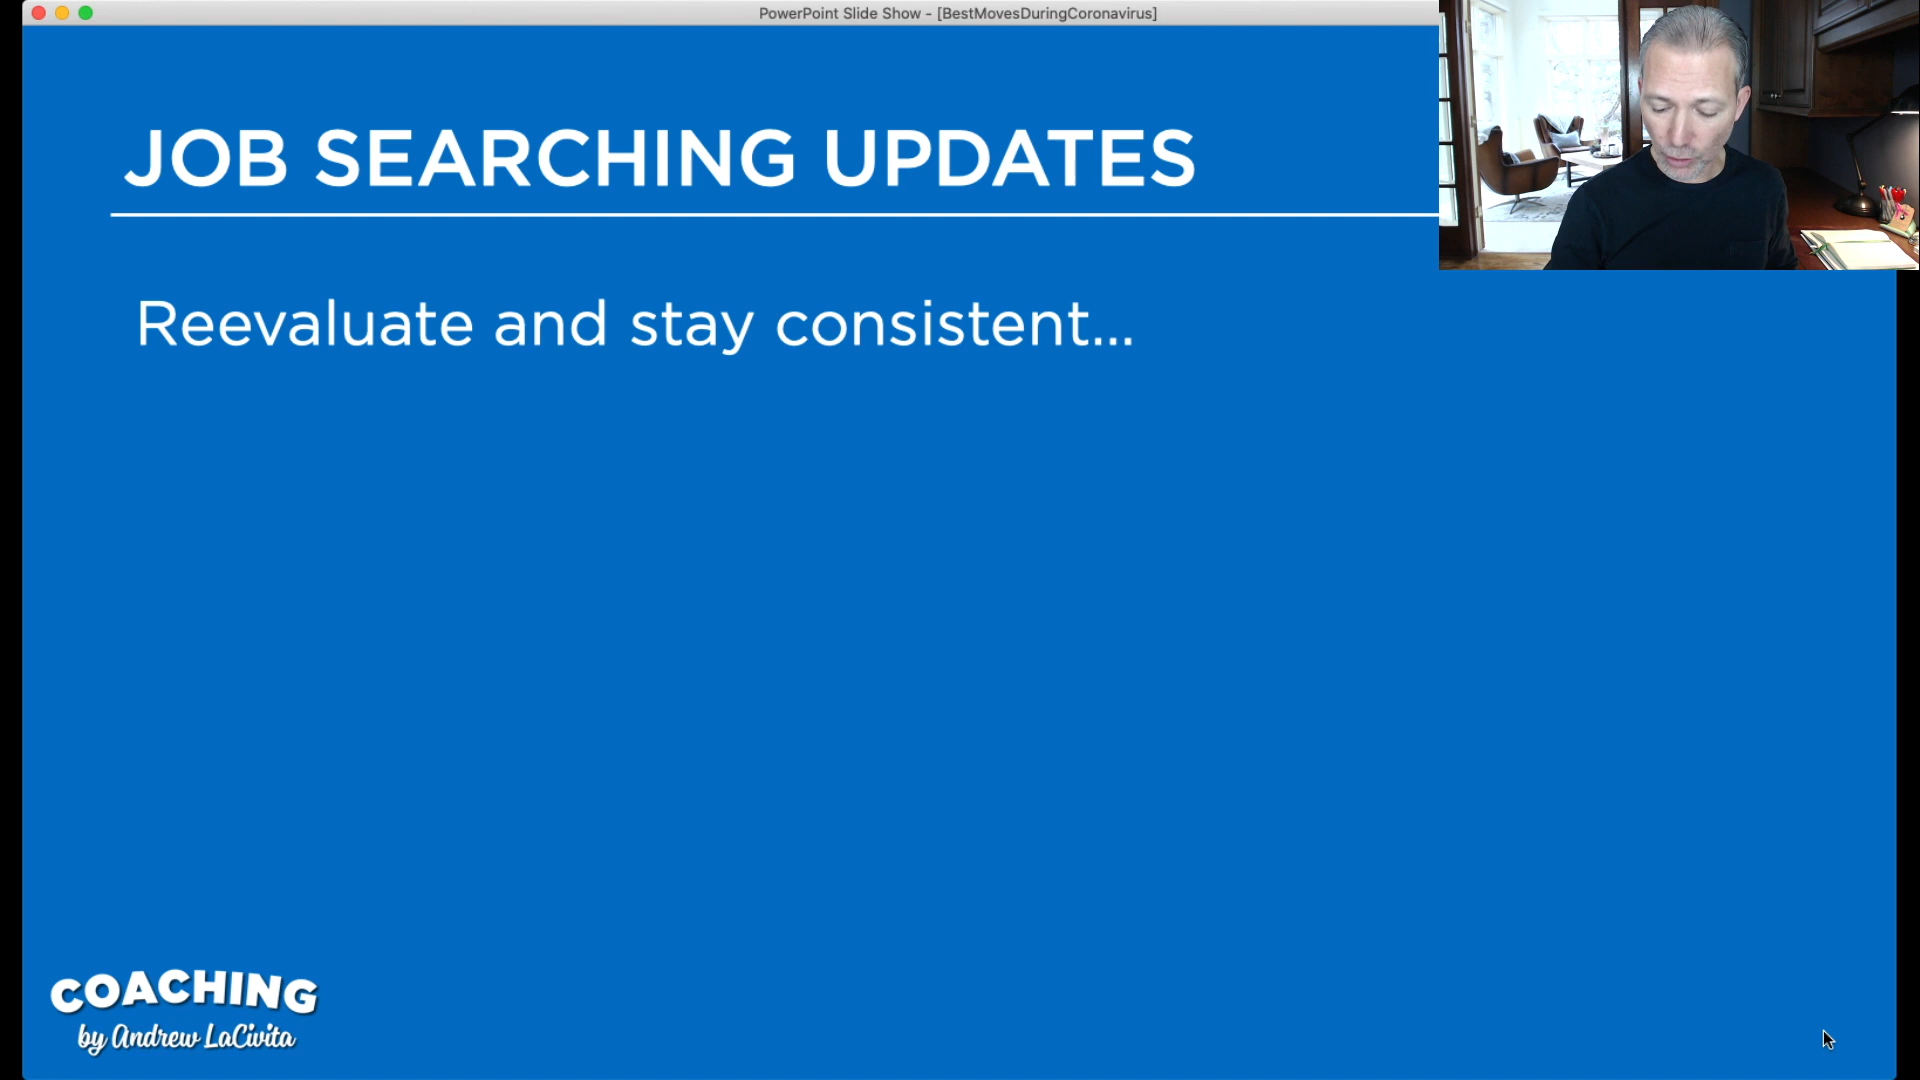 PowerPoint Slide Show - [BestMovesDuringCoronavirus]
JOB SEARCHING UPDATES
Reevaluate and stay consistent...
COACHING
by Andrew LaCivita